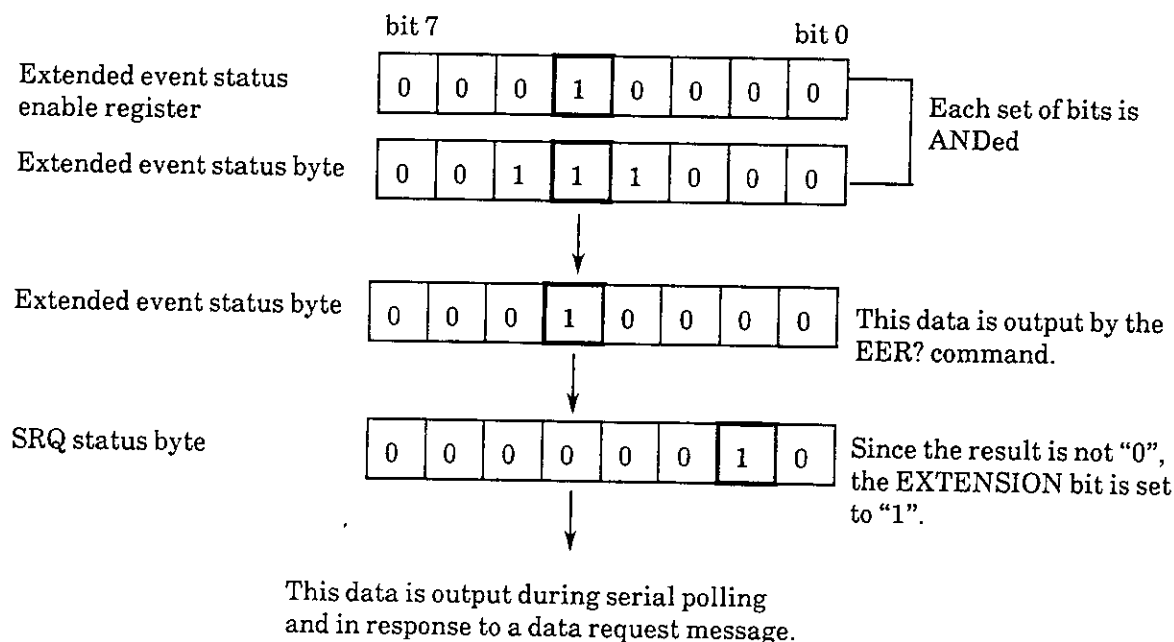 bit 7 bit 0
Extended event status
enable register
0 0 0 1 0 0 0 0
Each set of bits is
ANDed
Extended event status byte
0 0 1 1 1 0 0 0
Extended event status byte
0 0 0 1 0 0 0 0
This data is output by the
EER? command.
SRQ status byte
0 0 0 0 0 0 1 0
Since the result is not “0”,
the EXTENSION bit is set
to “1”.
This data is output during serial polling
and in response to a data request message.